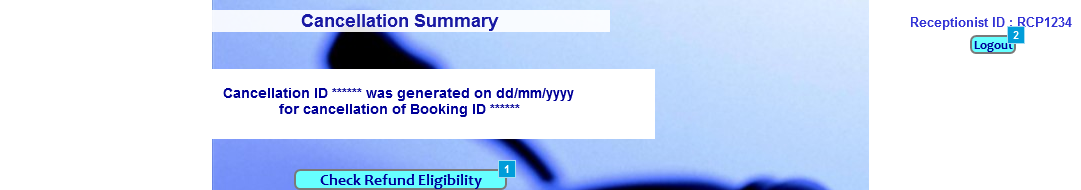 Cancellation Summary
Receptionist ID : RCP1234
Logout
2
Cancellation ID ****** was generated on dd/mm/yyyy
for cancellation of Booking ID ******
1
Check Refund Eligibility